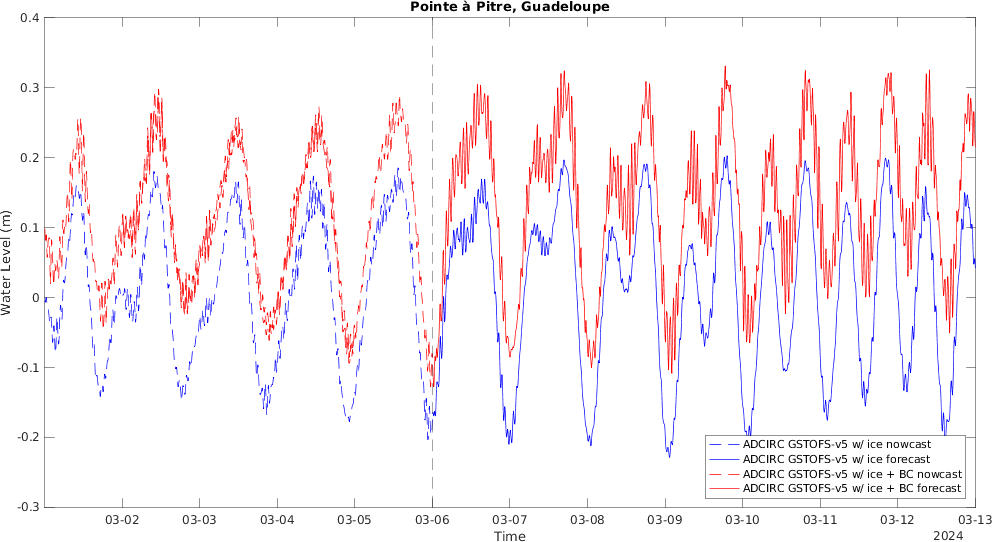 Pointe à Pitre, Guadeloupe
0.4
0.3
0.2
0.1
0
-0.1
-0.2
-0.3
Water Level (m)
ADCIRC GSTOFS-v5 w/ ice nowcast
ADCIRC GSTOFS-v5 w/ ice forecast
ADCIRC GSTOFS-v5 w/ ice + BC nowcast
ADCIRC GSTOFS-v5 w/ ice + BC forecast
03-02 03-03 03-04 03-05 03-06 03-07 03-08 03-09 03-10 03-11 03-12 03-13
Time
2024